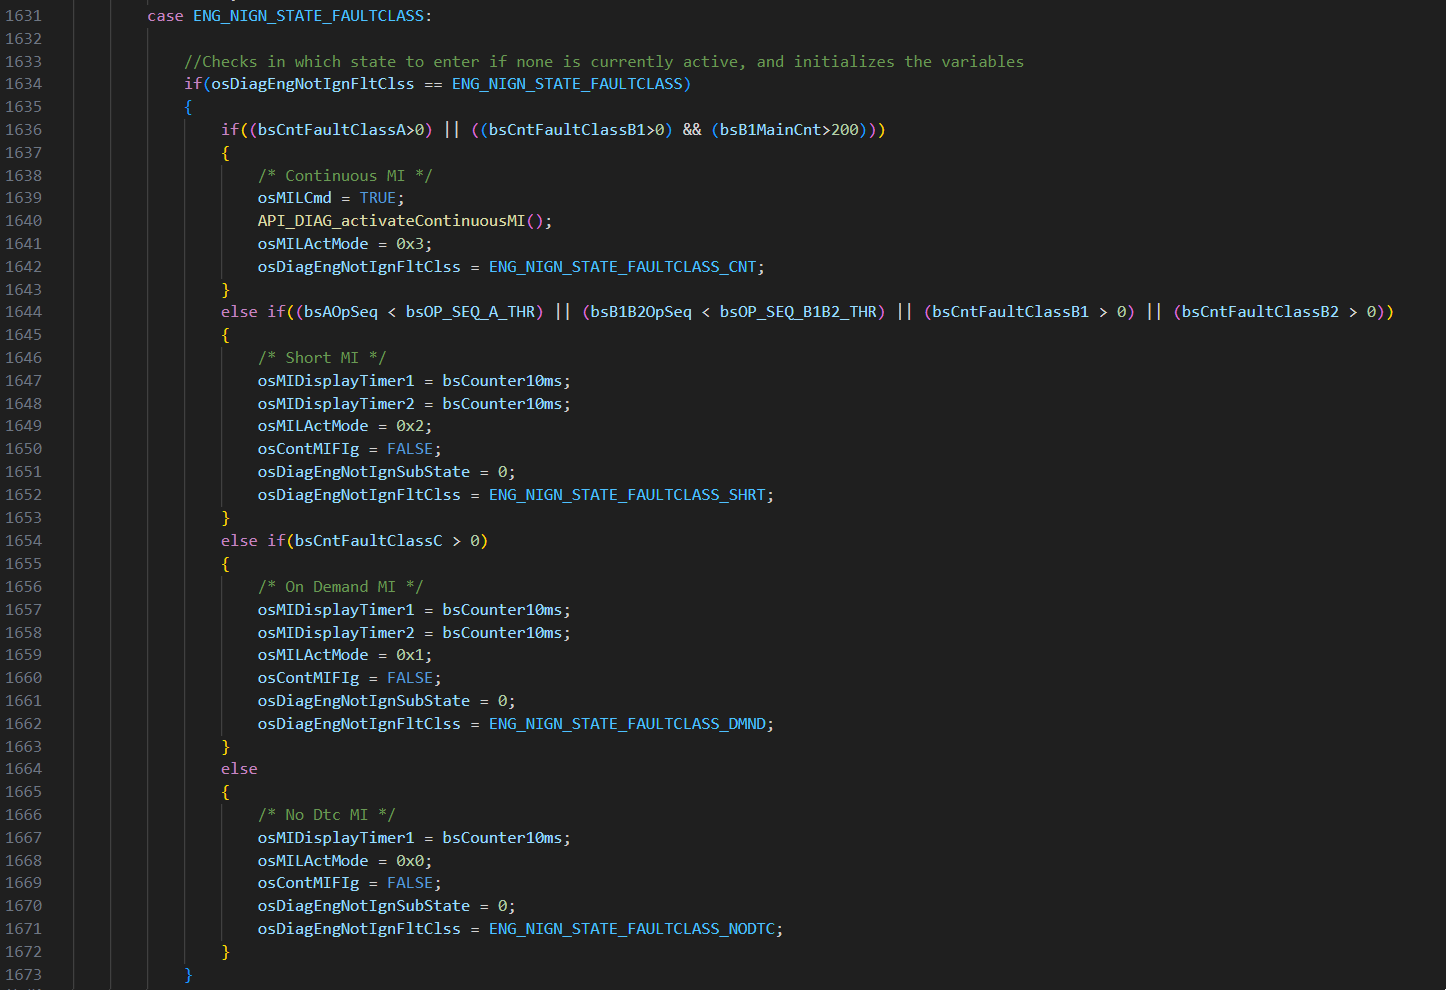 1631 case ENG_NIGN_STATE_FAULTCLASS:
1632
1633 //Checks in which state to enter if none is currently active, and initializes the variables
1634 if(osDiagEngNotIgnFltClss == ENG_NIGN_STATE_FAULTCLASS)
1635 {
1636 if((bsCntFaultClassA>0) || ((bsCntFaultClassB1>0) && (bsB1MainCnt>200)))
1637 {
1638 /* Continuous MI */
1639 osMILCmd = TRUE;
1640 API_DIAG_activateContinuousMI();
1641 osMILActMode = 0x3;
1642 osDiagEngNotIgnFltClss = ENG_NIGN_STATE_FAULTCLASS_CNT;
1643 }
1644 else if((bsAOpSeq < bsOP_SEQ_A_THR) || (bsB1B2OpSeq < bsOP_SEQ_B1B2_THR) || (bsCntFaultClassB1 > 0) || (bsCntFaultClassB2 > 0))
1645 {
1646 /* Short MI */
1647 osMIDisplayTimer1 = bsCounter10ms;
1648 osMIDisplayTimer2 = bsCounter10ms;
1649 osMILActMode = 0x2;
1650 osContMIFIg = FALSE;
1651 osDiagEngNotIgnSubState = 0;
1652 osDiagEngNotIgnFltClss = ENG_NIGN_STATE_FAULTCLASS_SHRT;
1653 }
1654 else if(bsCntFaultClassC > 0)
1655 {
1656 /* On Demand MI */
1657 osMIDisplayTimer1 = bsCounter10ms;
1658 osMIDisplayTimer2 = bsCounter10ms;
1659 osMILActMode = 0x1;
1660 osContMIFIg = FALSE;
1661 osDiagEngNotIgnSubState = 0;
1662 osDiagEngNotIgnFltClss = ENG_NIGN_STATE_FAULTCLASS_DMND;
1663 }
1664 else
1665 {
1666 /* No Dtc MI */
1667 osMIDisplayTimer1 = bsCounter10ms;
1668 osMILActMode = 0x0;
1669 osContMIFIg = FALSE;
1670 osDiagEngNotIgnSubState = 0;
1671 osDiagEngNotIgnFltClss = ENG_NIGN_STATE_FAULTCLASS_NODTC;
1672 }
1673 }